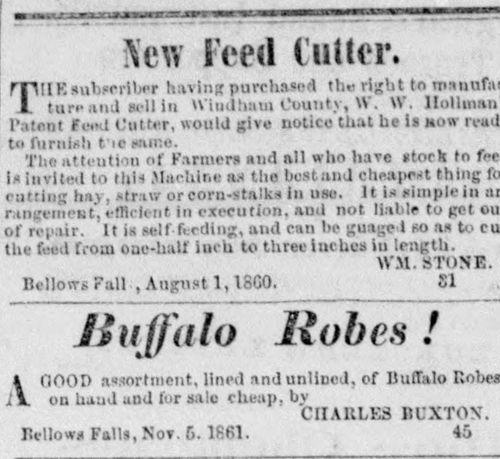 New Feed Cutter.
THE subscriber having purchased the right to manufac
ture and sell in Windham County, W. W. Hollman
Patent Feed Cutter, would give notice that he is now read
to furnish the same.
The attention of Farmers and all who have stock to fee
is invited to this Machine as the best and cheapest thing fo
cutting hay, straw or corn-stalks in use. It is simple in ar
rangement, efficient in execution, and not liable to get ou
of repair. It is self-feeding, and can be guaged so as to cu
the feed from one-half inch to three inches in length.
WM. STONE.
Bellows Fall , August 1, 1860. 31
Buffalo Robes !
A GOOD assortment, lined and unlined, of Buffalo Robes
on hand and for sale cheap, by
CHARLES BUXTON.
Bellows Falls, Nov. 5. 1861. 45